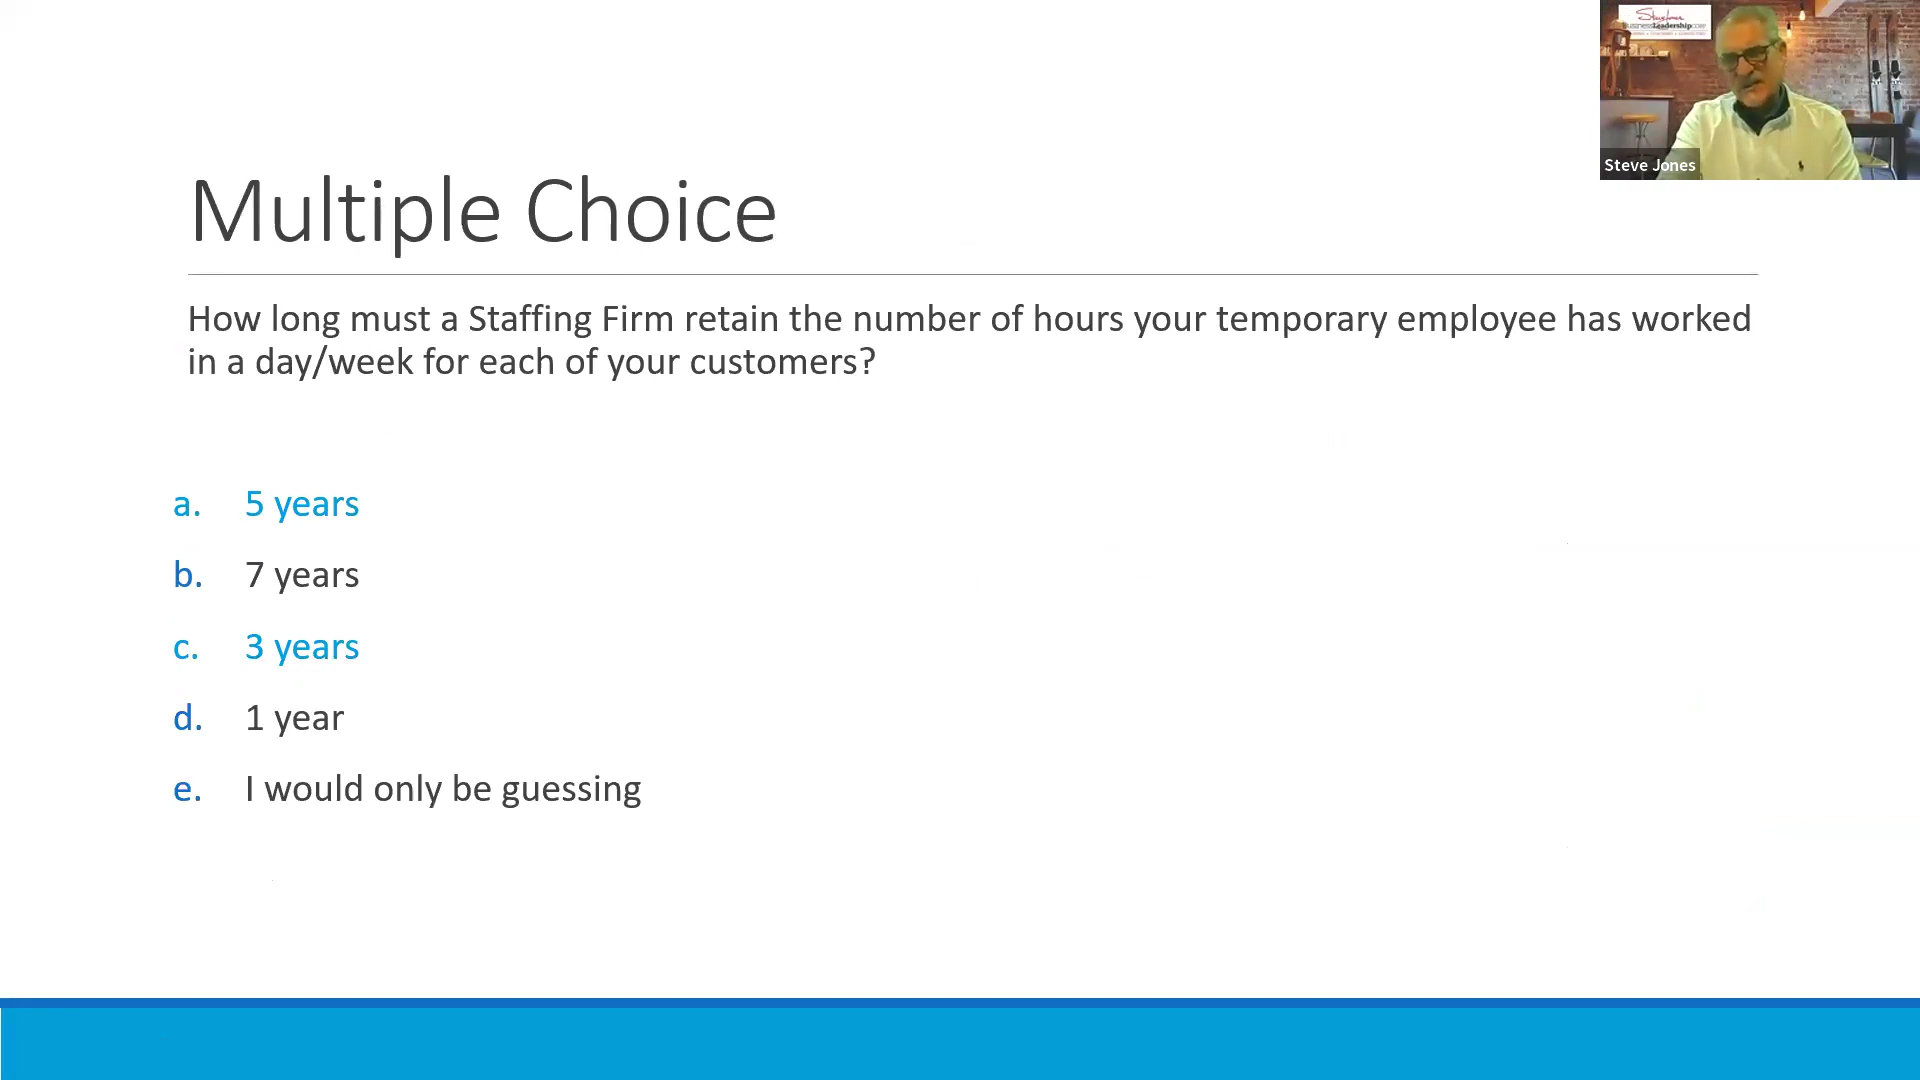 Leadership
Steve Jones
Multiple Choice
How long must a Staffing Firm retain the number of hours your temporary employee has worked
in a day/week for each of your customers?
a. 5 years
b. 7 years
c. 3 years
d. 1 year
e. I would only be guessing